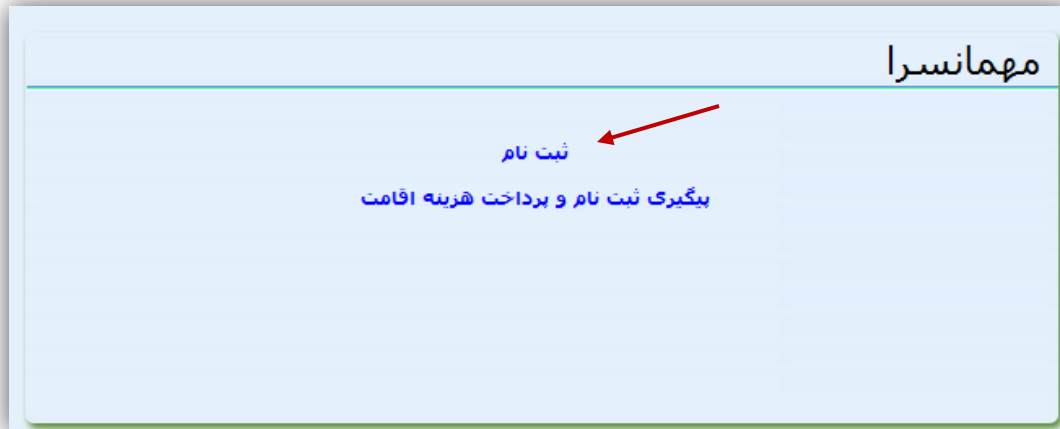 مهمانسرا
ثبت نام
پیگیری ثبت نام و پرداخت هزینه اقامت